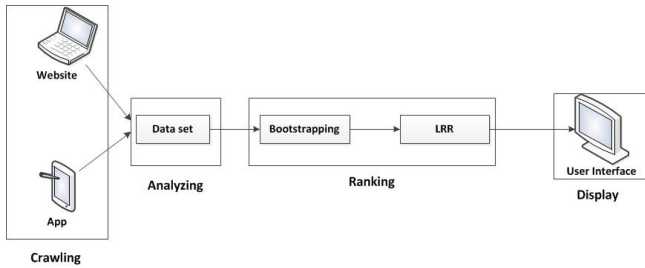 Website
App
Crawling
Data set
Analyzing
Bootstrapping
LRR
Ranking
User Interface
Display